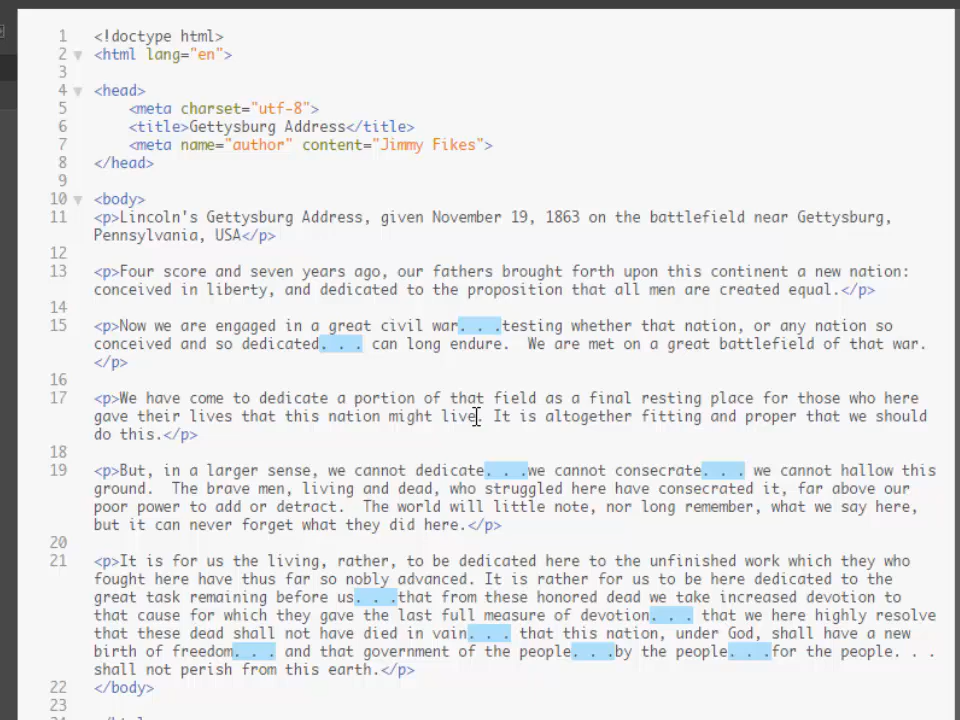 1 <!doctype html>
2 <html lang="en">
3
4 <head>
5 <meta charset="utf-8">
6 <title>Gettysburg Address</title>
7 <meta name="author" content="Jimmy Fikes">
8 </head>
9
10 <body>
11 <p>Lincoln's Gettysburg Address, given November 19, 1863 on the battlefield near Gettysburg,
Pennsylvania, USA</p>
12
13 <p>Four score and seven years ago, our fathers brought forth upon this continent a new nation:
conceived in liberty, and dedicated to the proposition that all men are created equal.</p>
14
15 <p>Now we are engaged in a great civil war. . .testing whether that nation, or any nation so
conceived and so dedicated. . . can long endure.  We are met on a great battlefield of that war.
</p>
16
17 <p>We have come to dedicate a portion of that field as a final resting place for those who here
gave their lives that this nation might live. It is altogether fitting and proper that we should
do this.</p>
18
19 <p>But, in a larger sense, we cannot dedicate. . .we cannot consecrate. . . we cannot hallow this
ground.  The brave men, living and dead, who struggled here have consecrated it, far above our
poor power to add or detract.  The world will little note, nor long remember, what we say here,
but it can never forget what they did here.</p>
20
21 <p>It is for us the living, rather, to be dedicated here to the unfinished work which they who
fought here have thus far so nobly advanced. It is rather for us to be here dedicated to the
great task remaining before us. . .that from these honored dead we take increased devotion to
that cause for which they gave the last full measure of devotion. . . that we here highly resolve
that these dead shall not have died in vain. . . that this nation, under God, shall have a new
birth of freedom. . . and that government of the people. . .by the people. . .for the people. . .
shall not perish from this earth.</p>
22 </body>
23